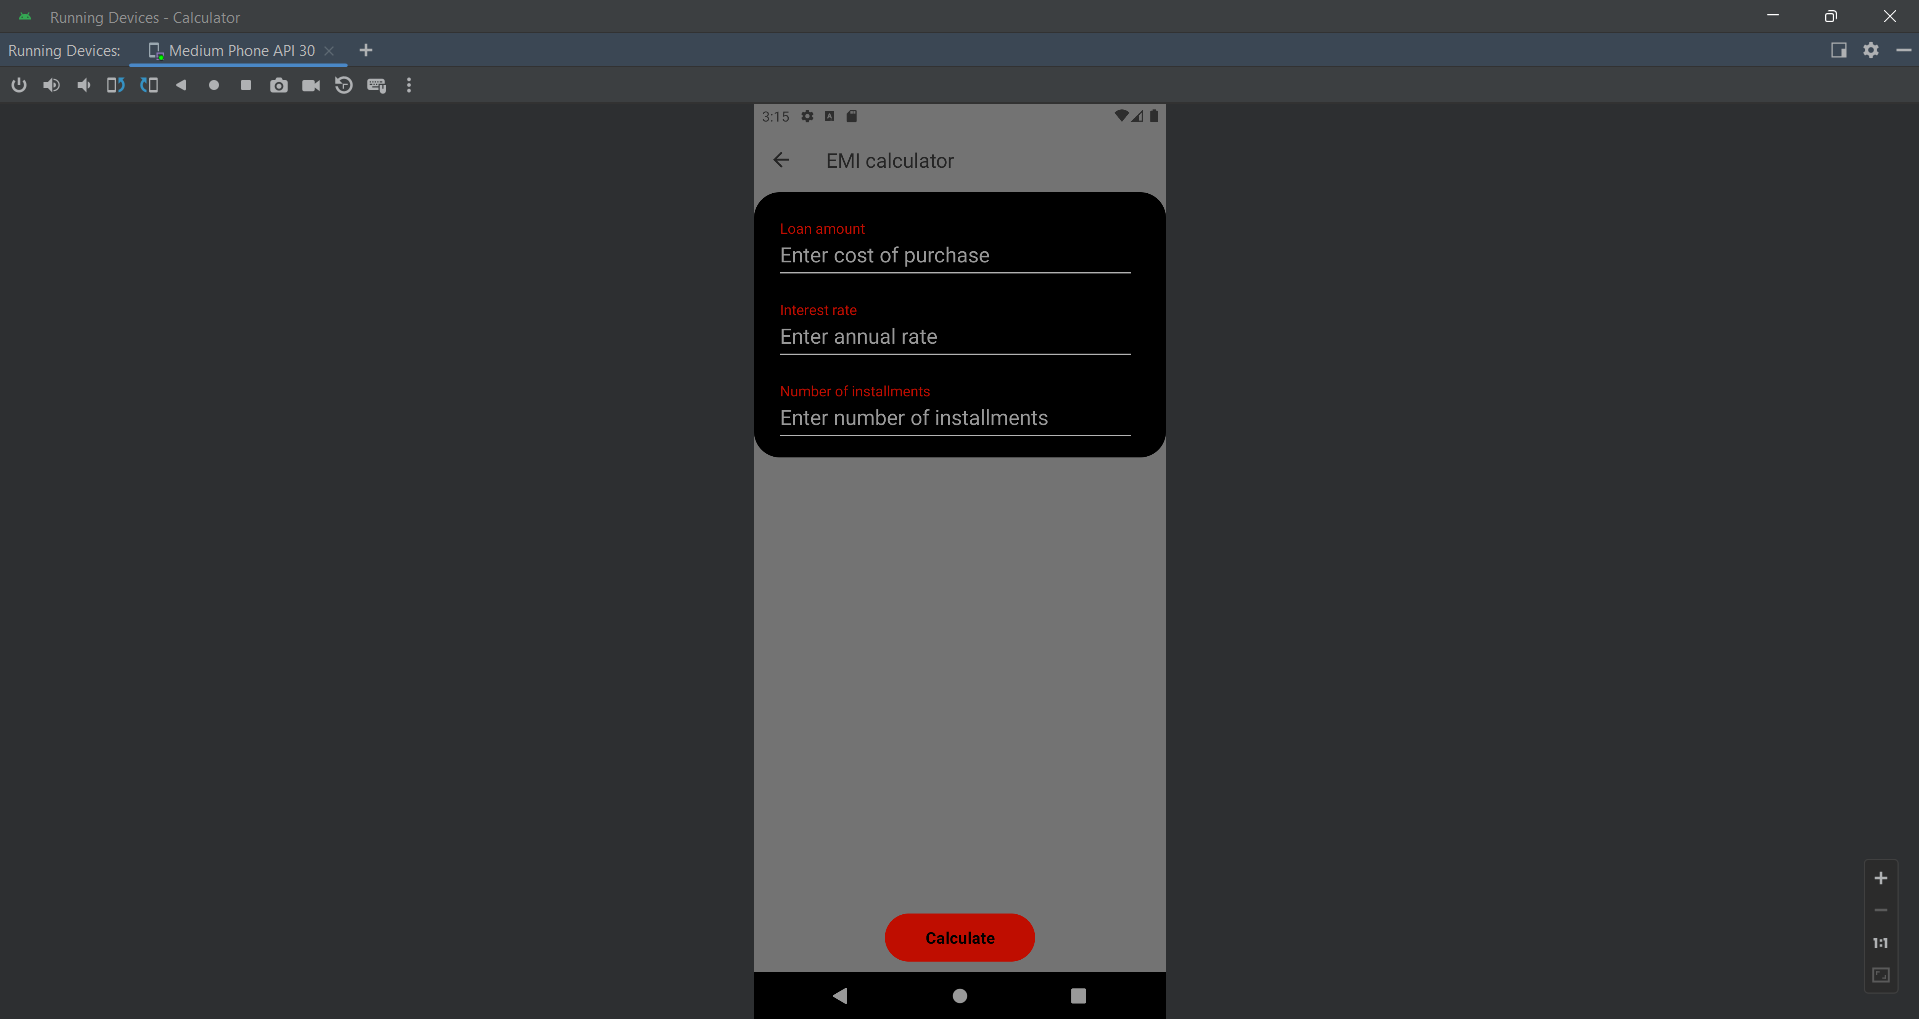 Running Devices - Calculator
Running Devices: Medium Phone API 30
3:15
EMI calculator
Loan amount
Enter cost of purchase
Interest rate
Enter annual rate
Number of installments
Enter number of installments
1:1
Calculate